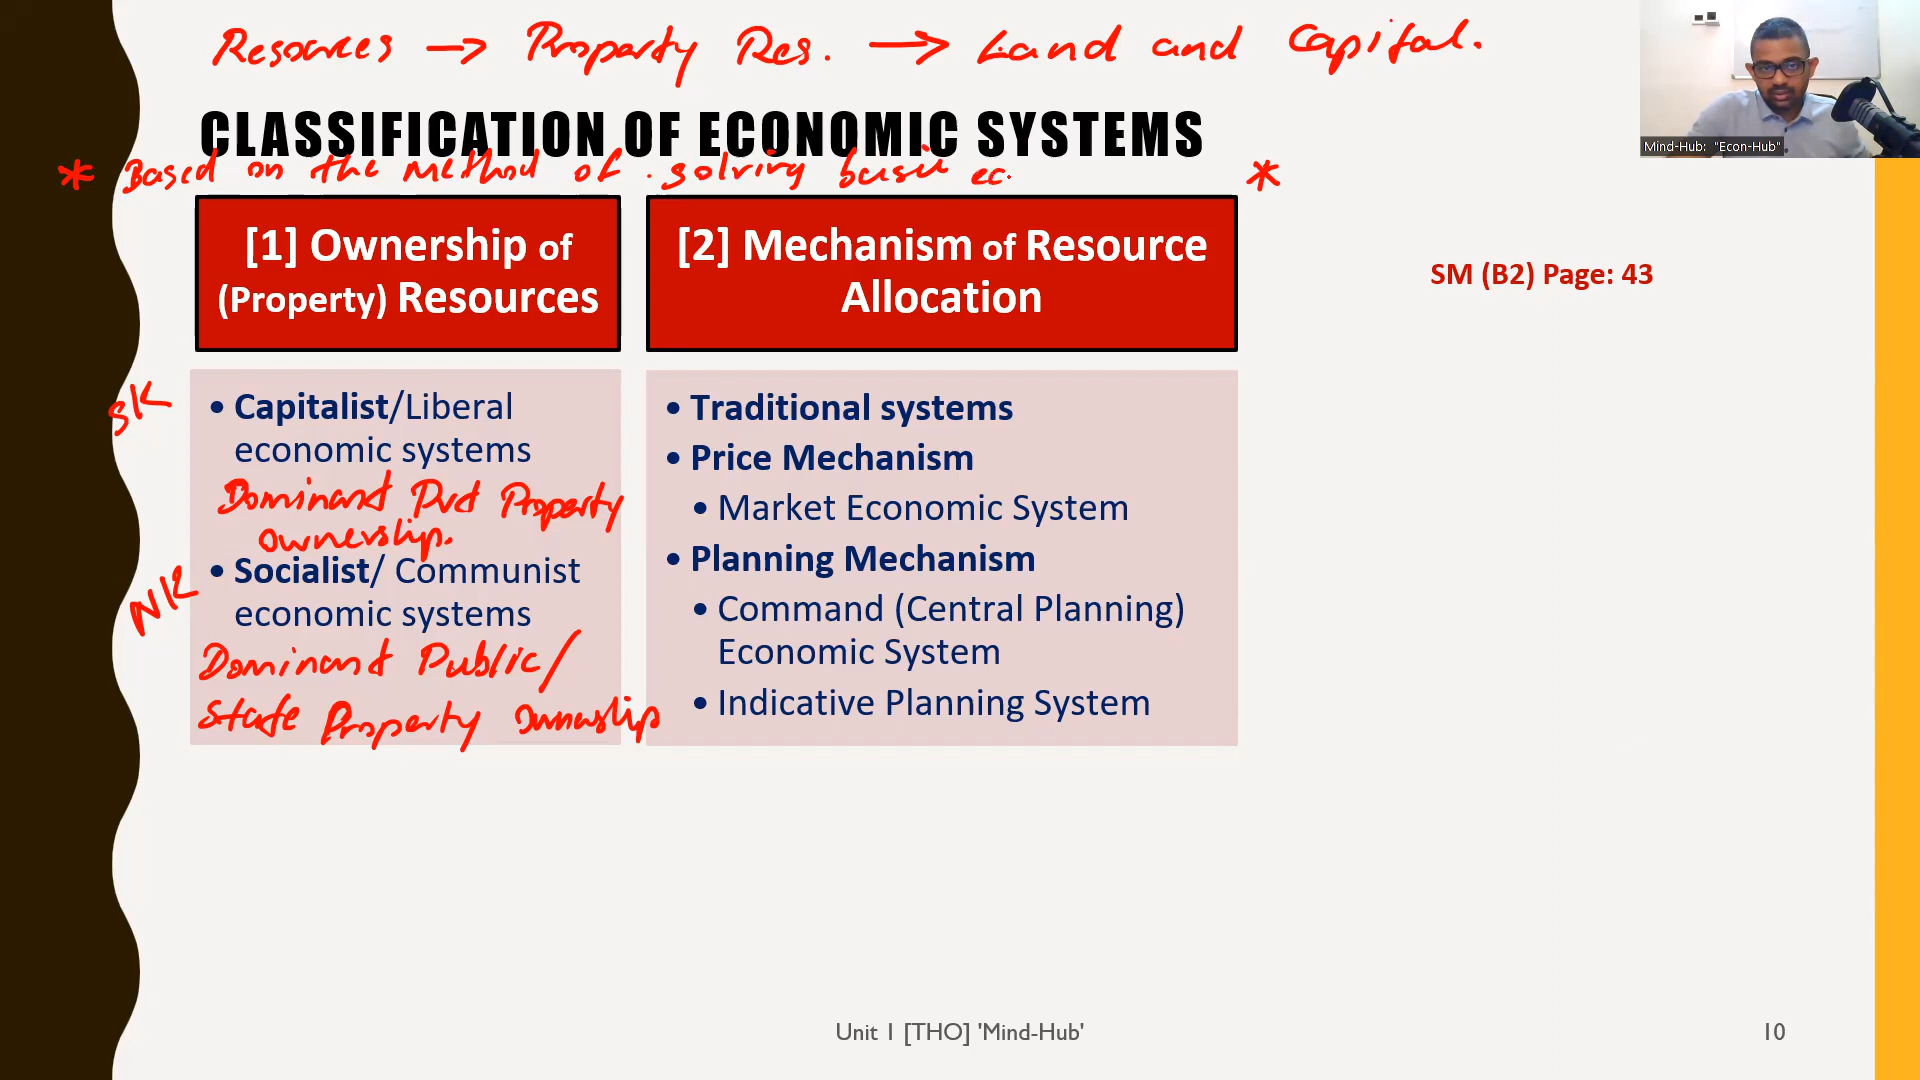 Resources → Property Res. → Land and Capital.
Mind-Hub: "Econ-Hub"
CLASSIFICATION OF ECONOMIC SYSTEMS
* Based on the method of solving basic ec. *
[1] Ownership of
(Property) Resources
SK
• Capitalist/Liberal
economic systems
Dominant Pvt Property
ownership.
NK
• Socialist/ Communist
economic systems
Dominant Public/
State Property ownership
[2] Mechanism of Resource
Allocation
• Traditional systems
• Price Mechanism
• Market Economic System
• Planning Mechanism
• Command (Central Planning)
Economic System
• Indicative Planning System
SM (B2) Page: 43
Unit 1 [THO] 'Mind-Hub'
10